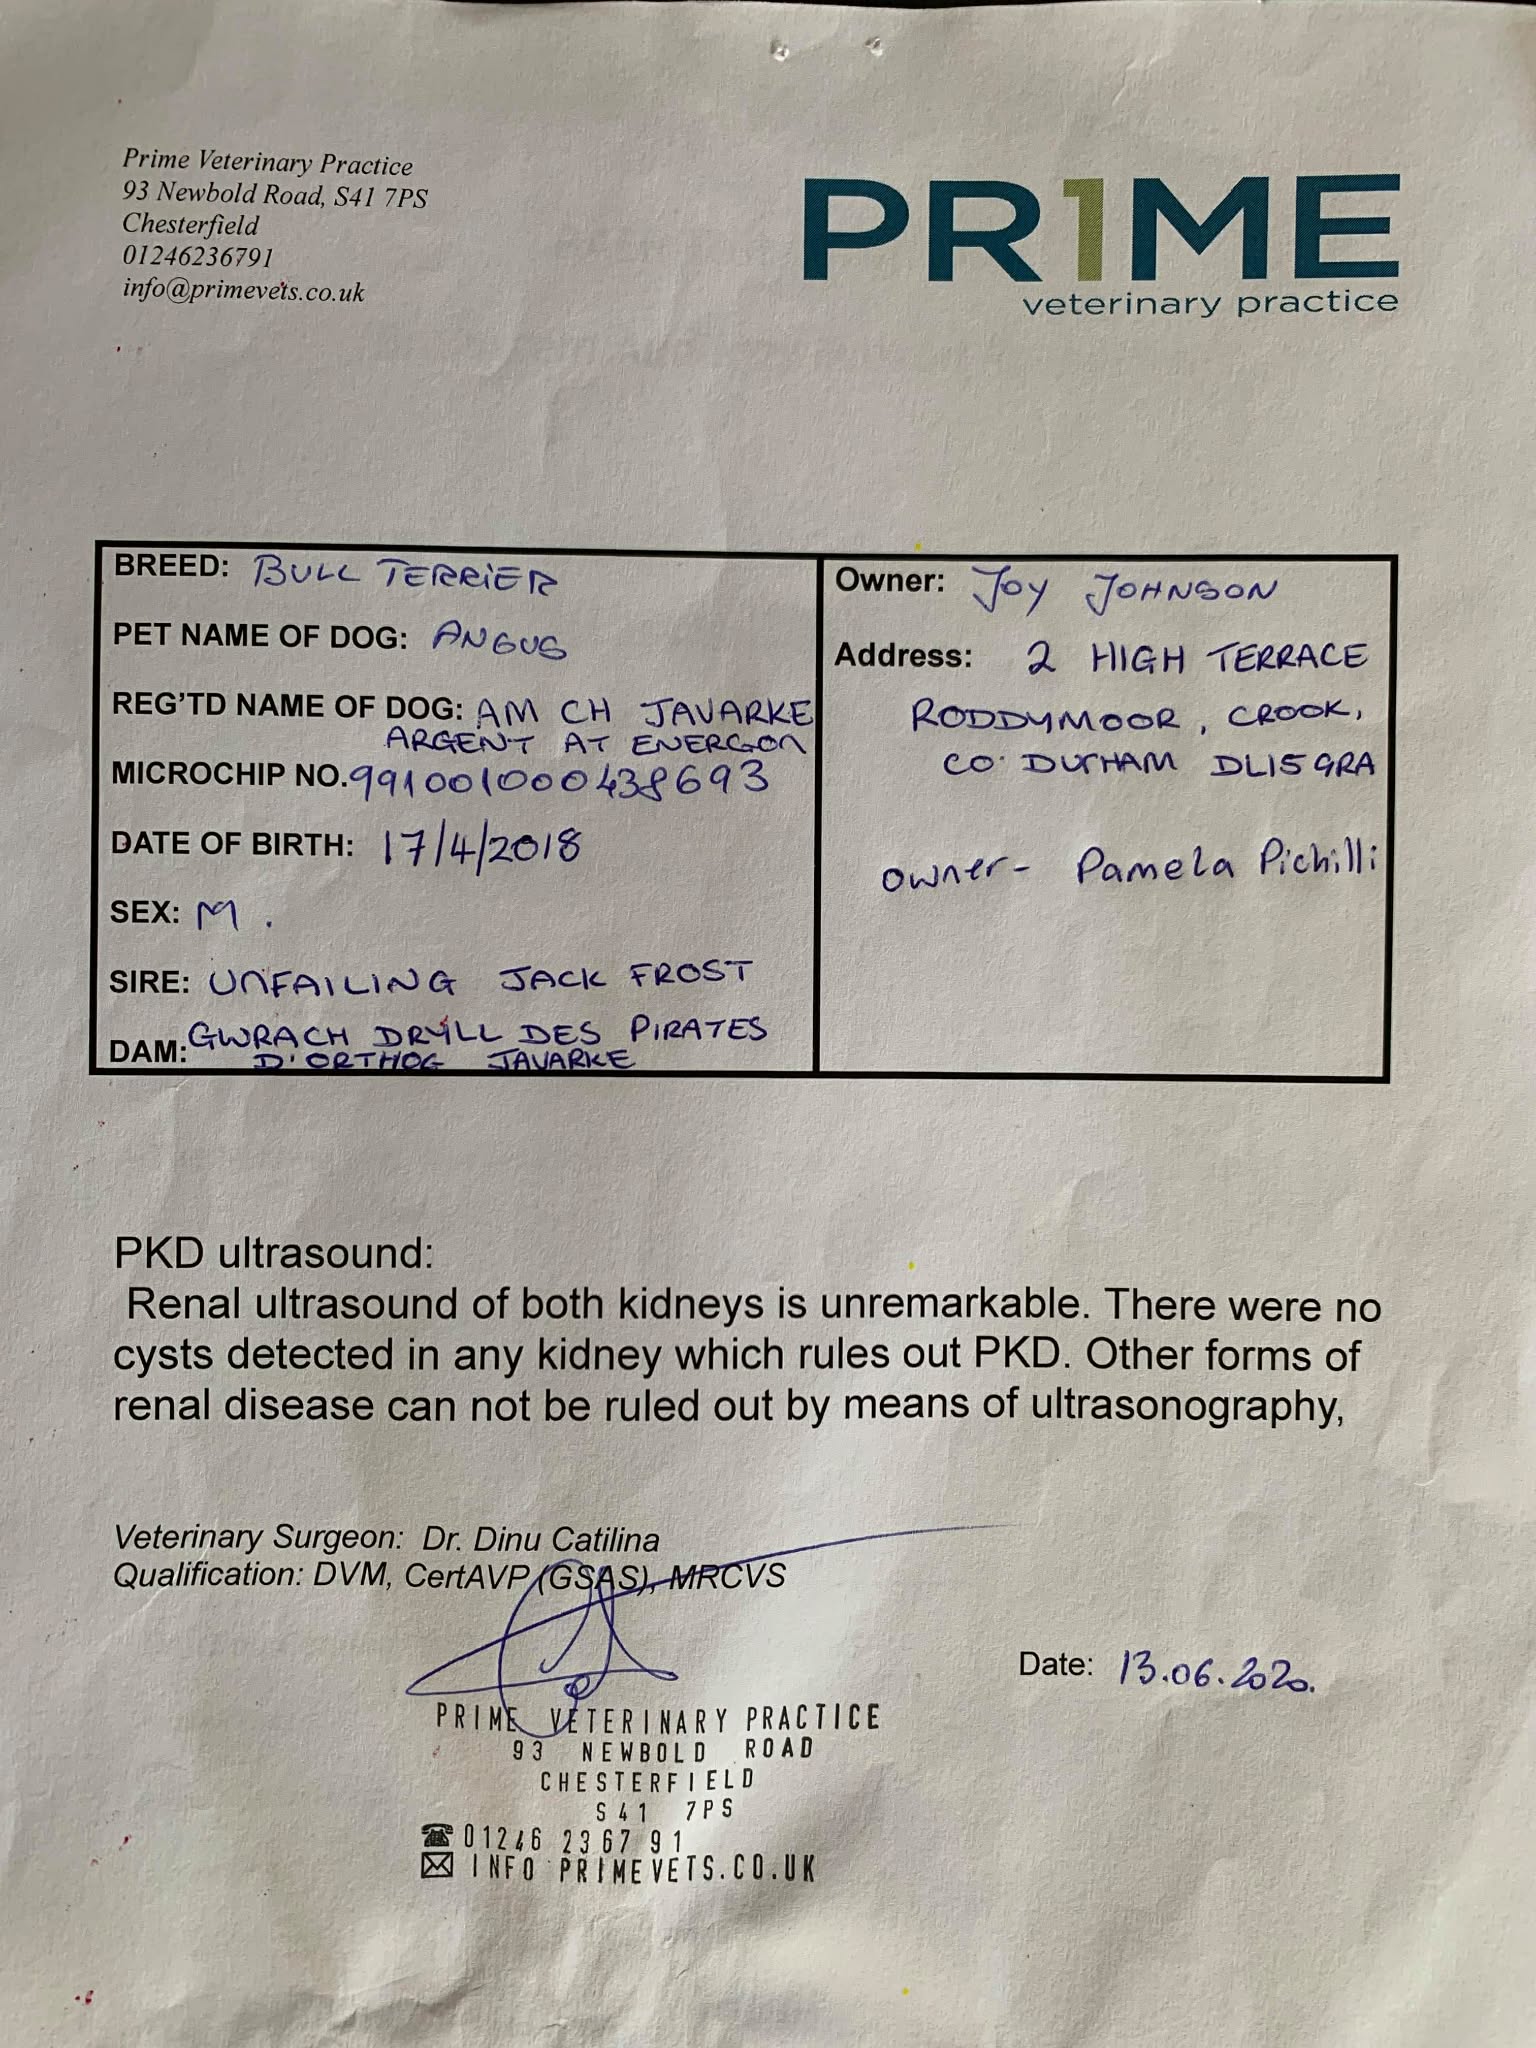 Prime Veterinary Practice
93 Newbold Road, S41 7PS
Chesterfield
01246236791
info@primevets.co.uk
PR1ME
veterinary practice
BREED: BULL TERRIER
PET NAME OF DOG: ANGUS
REG'TD NAME OF DOG: AM CH JAVARKE
ARGENT AT ENERGON
MICROCHIP NO. 991001000438693
DATE OF BIRTH: 17/4/2018
SEX: M.
SIRE: UNFAILING JACK FROST
DAM: GWRACH DRYLL DES PIRATES
D'ORTHOG JAVARKE
Owner: JOY JOHNSON
Address: 2 HIGH TERRACE
RODDYMOOR, CROOK,
CO. DURHAM DL15 9RA
owner- Pamela Pichilli
PKD ultrasound:
Renal ultrasound of both kidneys is unremarkable. There were no
cysts detected in any kidney which rules out PKD. Other forms of
renal disease can not be ruled out by means of ultrasonography,
Veterinary Surgeon: Dr. Dinu Catilina
Qualification: DVM, CertAVP (GSAS), MRCVS
Date: 13.06.2020.
PRIME VETERINARY PRACTICE
93 NEWBOLD ROAD
CHESTERFIELD
S41 7PS
01246 236791
INFO PRIMEVETS.CO.UK